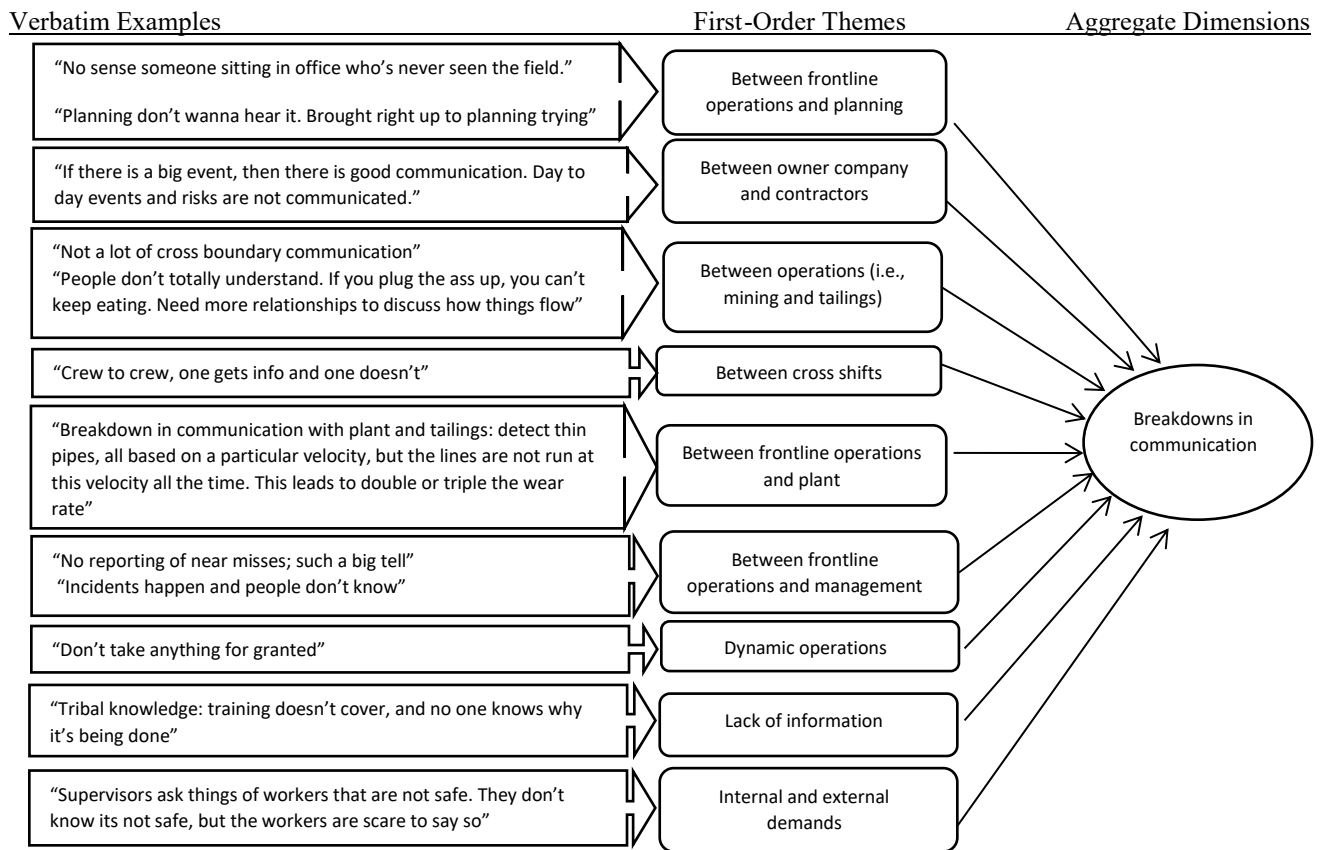 Verbatim Examples First-Order Themes Aggregate Dimensions
“No sense someone sitting in office who’s never seen the field.”
“Planning don’t wanna hear it. Brought right up to planning trying”
Between frontline
operations and planning
“If there is a big event, then there is good communication. Day to
day events and risks are not communicated.”
Between owner company
and contractors
“Not a lot of cross boundary communication”
“People don’t totally understand. If you plug the ass up, you can’t
keep eating. Need more relationships to discuss how things flow”
Between operations (i.e.,
mining and tailings)
“Crew to crew, one gets info and one doesn’t”
Between cross shifts
“Breakdown in communication with plant and tailings: detect thin
pipes, all based on a particular velocity, but the lines are not run at
this velocity all the time. This leads to double or triple the wear
rate”
Between frontline operations
and plant
“No reporting of near misses; such a big tell”
“Incidents happen and people don’t know”
Between frontline
operations and management
“Don’t take anything for granted”
Dynamic operations
“Tribal knowledge: training doesn’t cover, and no one knows why
it’s being done”
Lack of information
“Supervisors ask things of workers that are not safe. They don’t
know its not safe, but the workers are scare to say so”
Internal and external
demands
Breakdowns in
communication